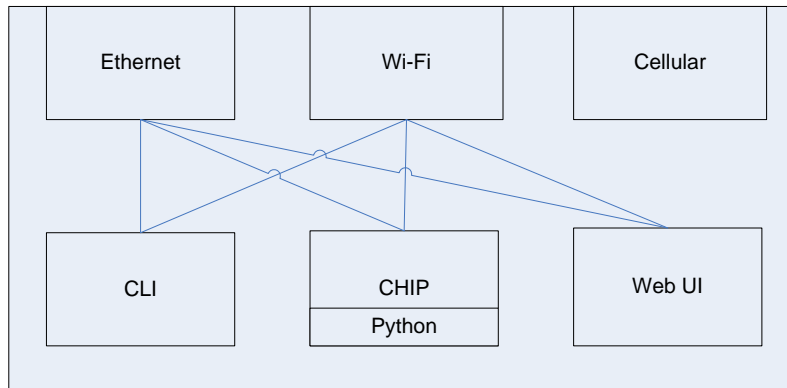 Ethernet
Wi-Fi
Cellular
CLI
CHIP
Python
Web UI